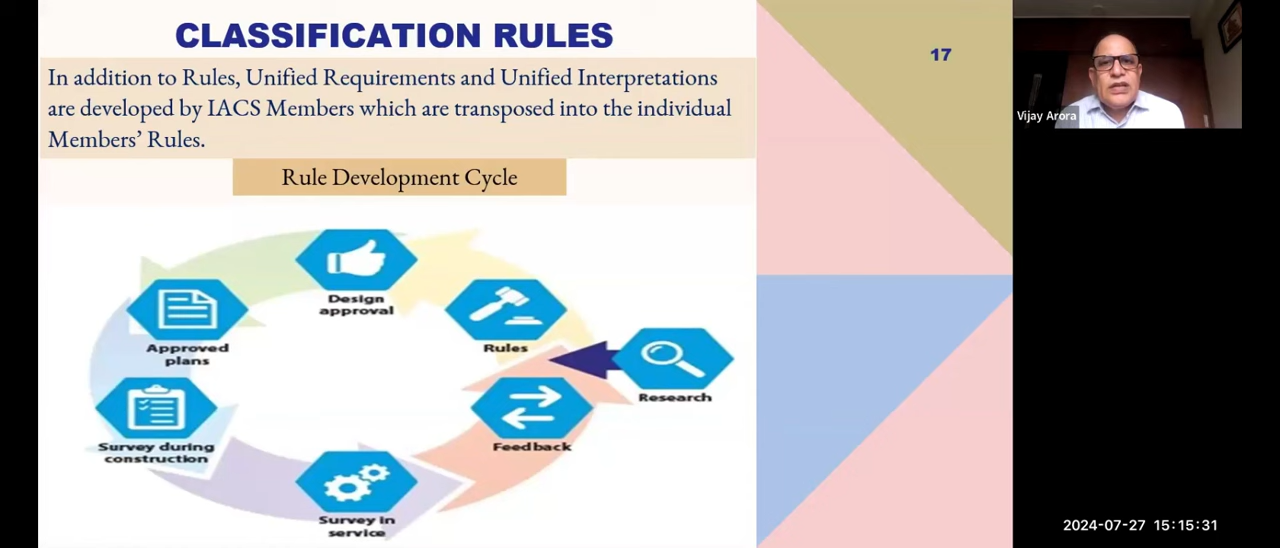 CLASSIFICATION RULES
17
In addition to Rules, Unified Requirements and Unified Interpretations
are developed by IACS Members which are transposed into the individual
Members' Rules.
Rule Development Cycle
Design
approval
Rules
Research
Feedback
Survey in
service
Survey during
construction
Approved
plans
Vijay Arora
2024-07-27 15:15:31